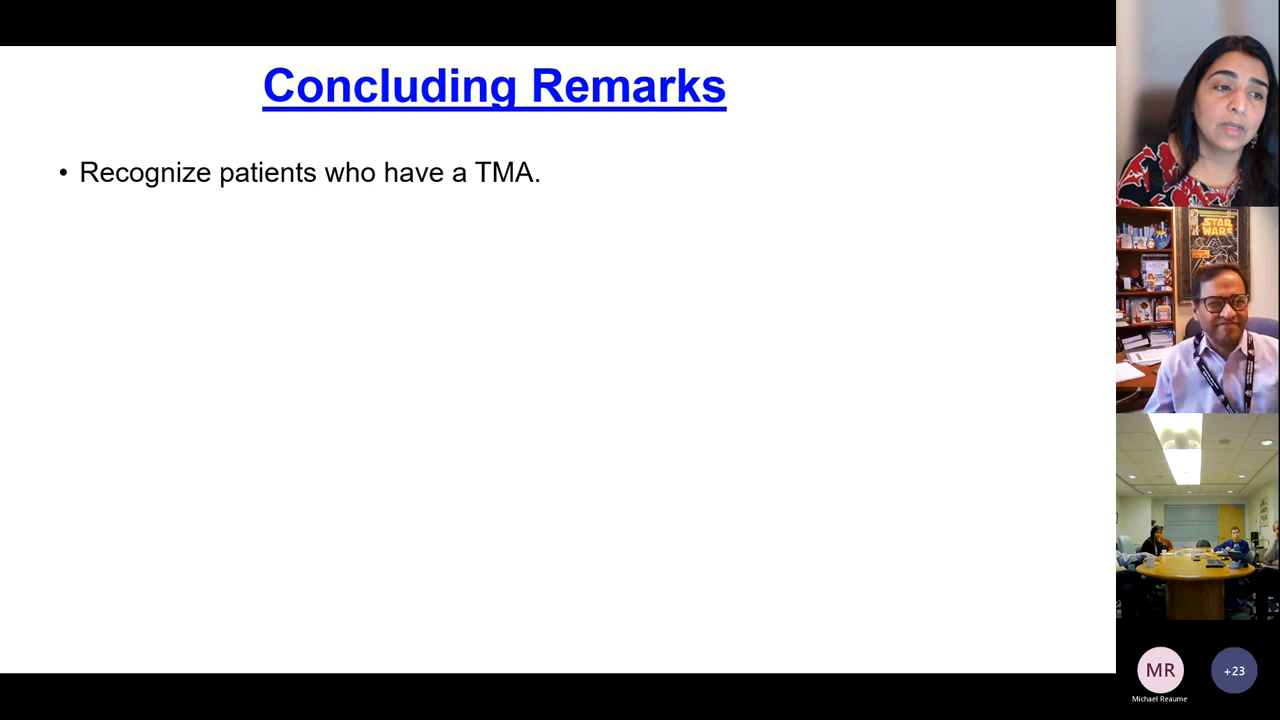 Concluding Remarks
• Recognize patients who have a TMA.
STAR
WARS
MR
Michael Reaume
+23